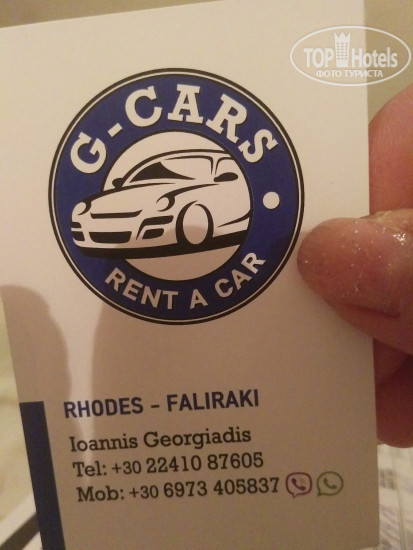 TOP Hotels
ФОТО ТУРИСТА
G-CARS
RENT A CAR
RHODES - FALIRAKI
Ioannis Georgiadis
Tel: +30 22410 87605
Mob: +30 6973 405837